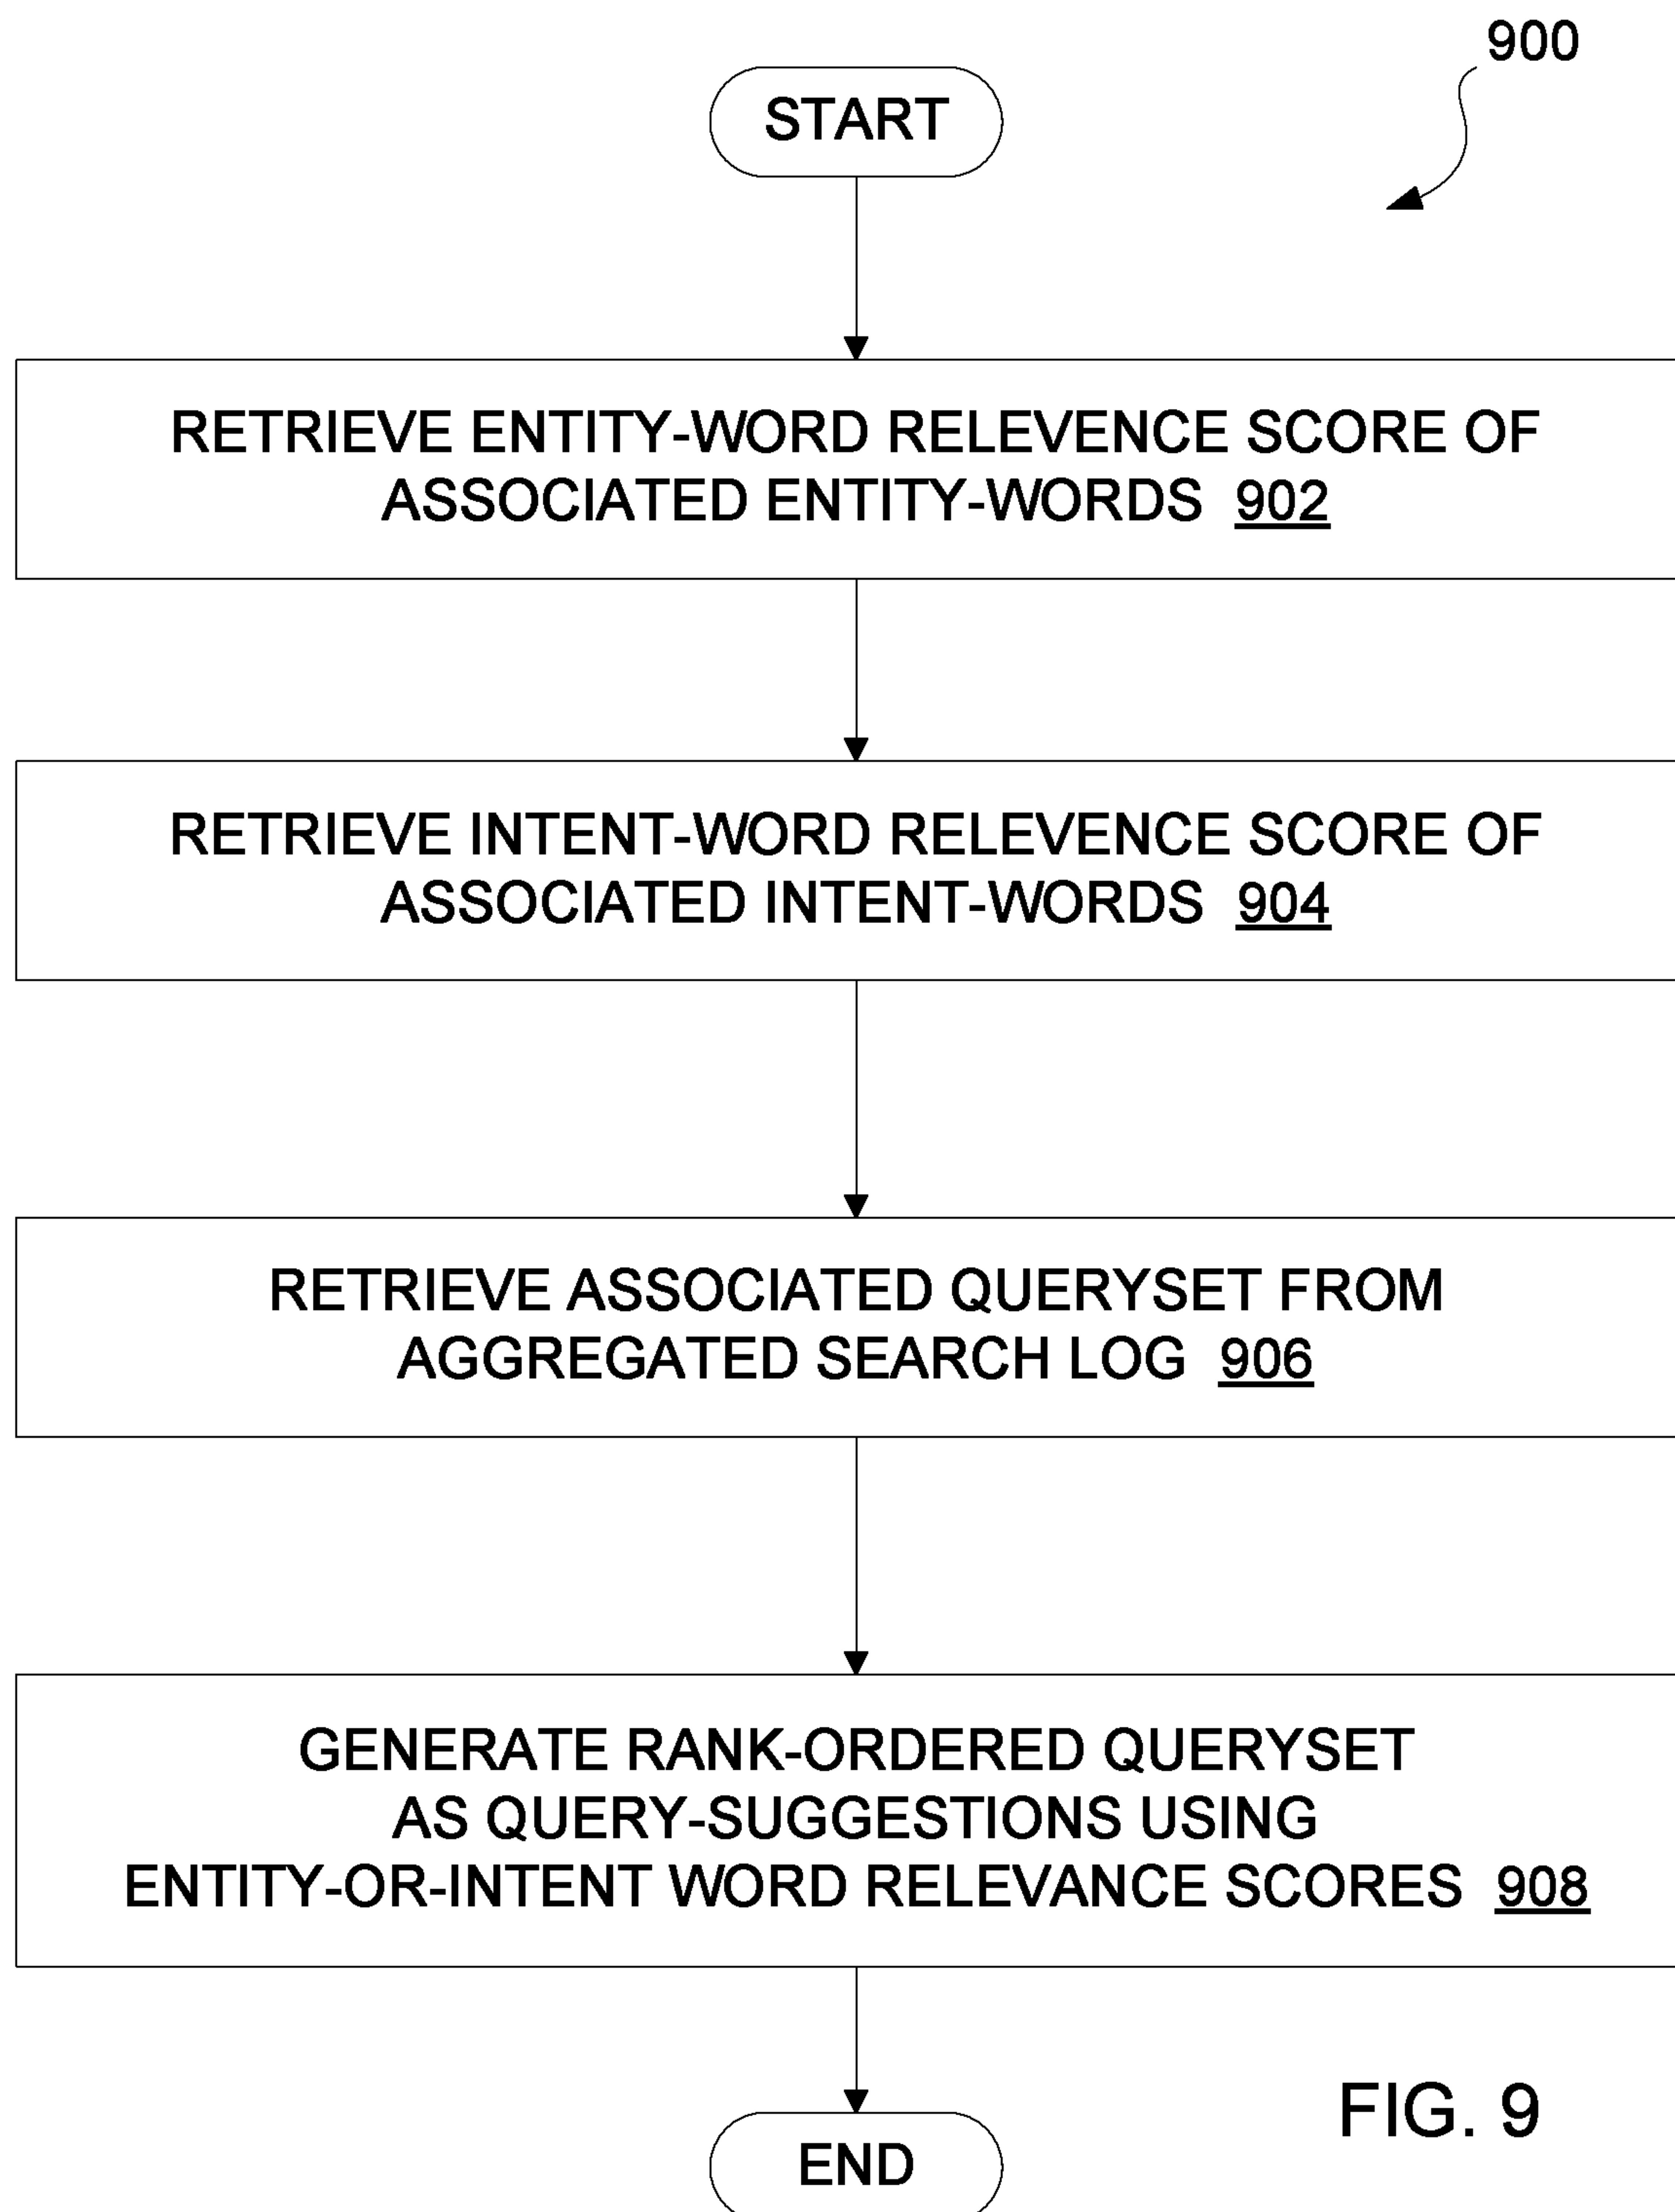 900
START
RETRIEVE ENTITY-WORD RELEVENCE SCORE OF
ASSOCIATED ENTITY-WORDS 902
RETRIEVE INTENT-WORD RELEVENCE SCORE OF
ASSOCIATED INTENT-WORDS 904
RETRIEVE ASSOCIATED QUERYSET FROM
AGGREGATED SEARCH LOG 906
GENERATE RANK-ORDERED QUERYSET
AS QUERY-SUGGESTIONS USING
ENTITY-OR-INTENT WORD RELEVANCE SCORES 908
END
FIG. 9